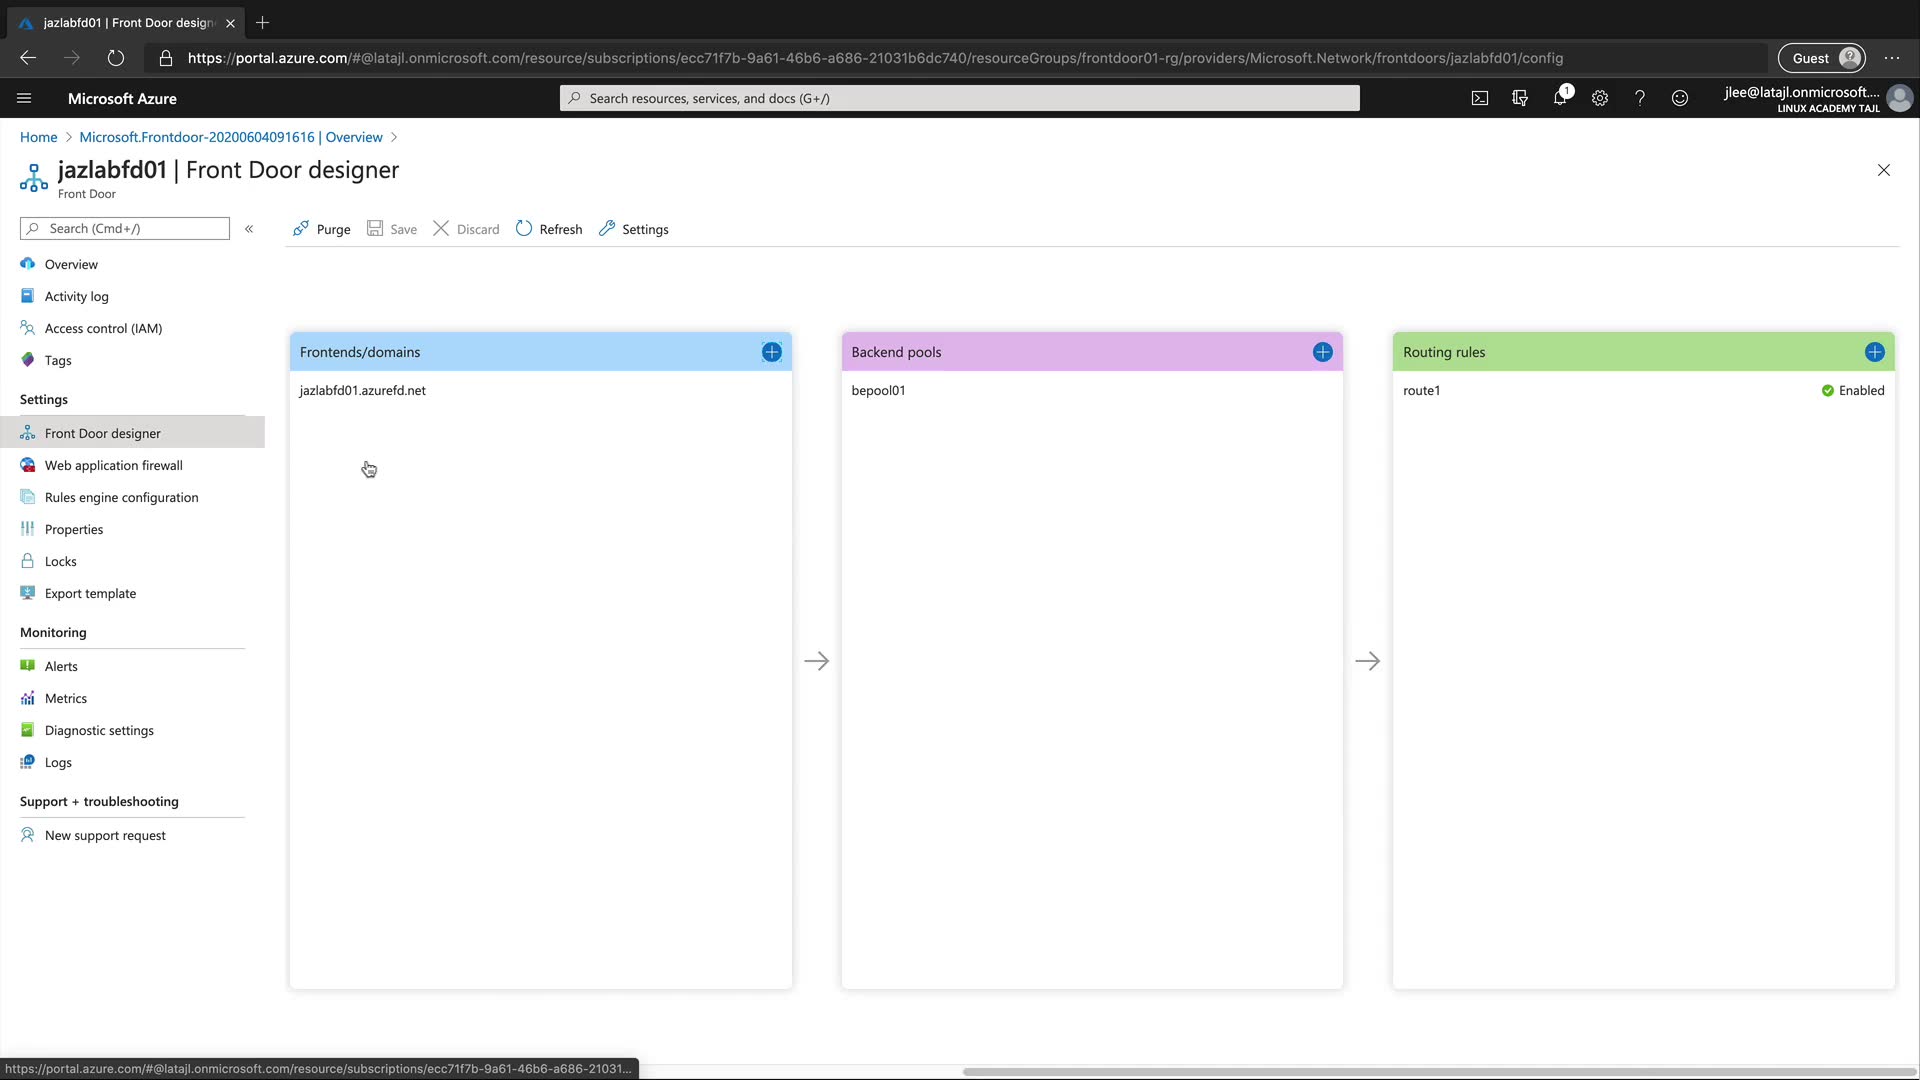 jazlabfd01 | Front Door design
https://portal.azure.com/#@latajl.onmicrosoft.com/resource/subscriptions/ecc71f7b-9a61-46b6-a686-21031b6dc740/resourceGroups/frontdoor01-rg/providers/Microsoft.Network/frontdoors/jazlabfd01/config
Guest
Microsoft Azure
Search resources, services, and docs (G+/)
1
jlee@latajl.onmicrosoft....
LINUX ACADEMY TAJL
Home > Microsoft.Frontdoor-20200604091616 | Overview >
jazlabfd01 | Front Door designer
Front Door
Search (Cmd+/)
«
Purge
Save
Discard
Refresh
Settings
Overview
Activity log
Access control (IAM)
Tags
Settings
Front Door designer
Web application firewall
Rules engine configuration
Properties
Locks
Export template
Monitoring
Alerts
Metrics
Diagnostic settings
Logs
Support + troubleshooting
New support request
Frontends/domains
jazlabfd01.azurefd.net
Backend pools
bepool01
Routing rules
route1
Enabled
https://portal.azure.com/#@latajl.onmicrosoft.com/resource/subscriptions/ecc71f7b-9a61-46b6-a686-21031...